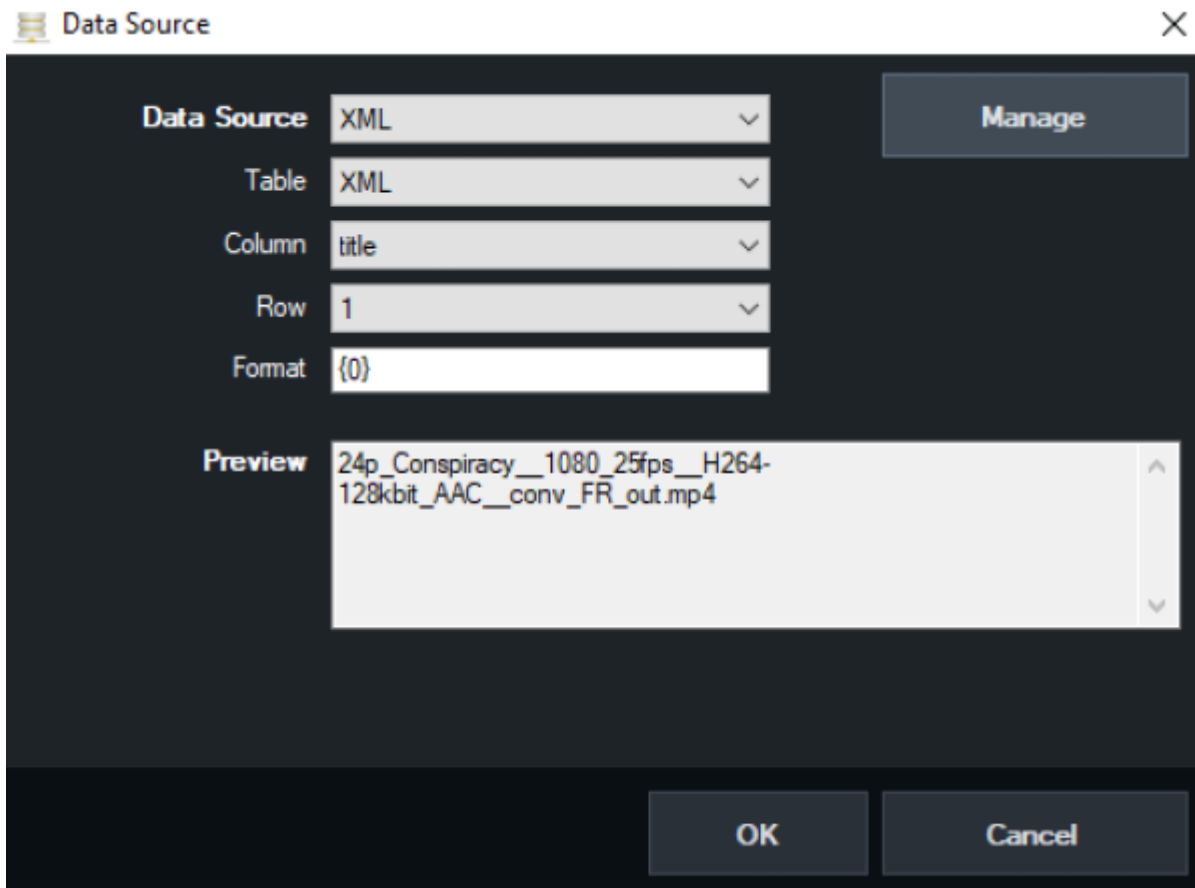 Data Source
Data Source XML
Manage
Table XML
Column title
Row 1
Format {0}
Preview 24p_Conspiracy__1080_25fps__H264-
128kbit_AAC__conv_FR_out.mp4
OK
Cancel